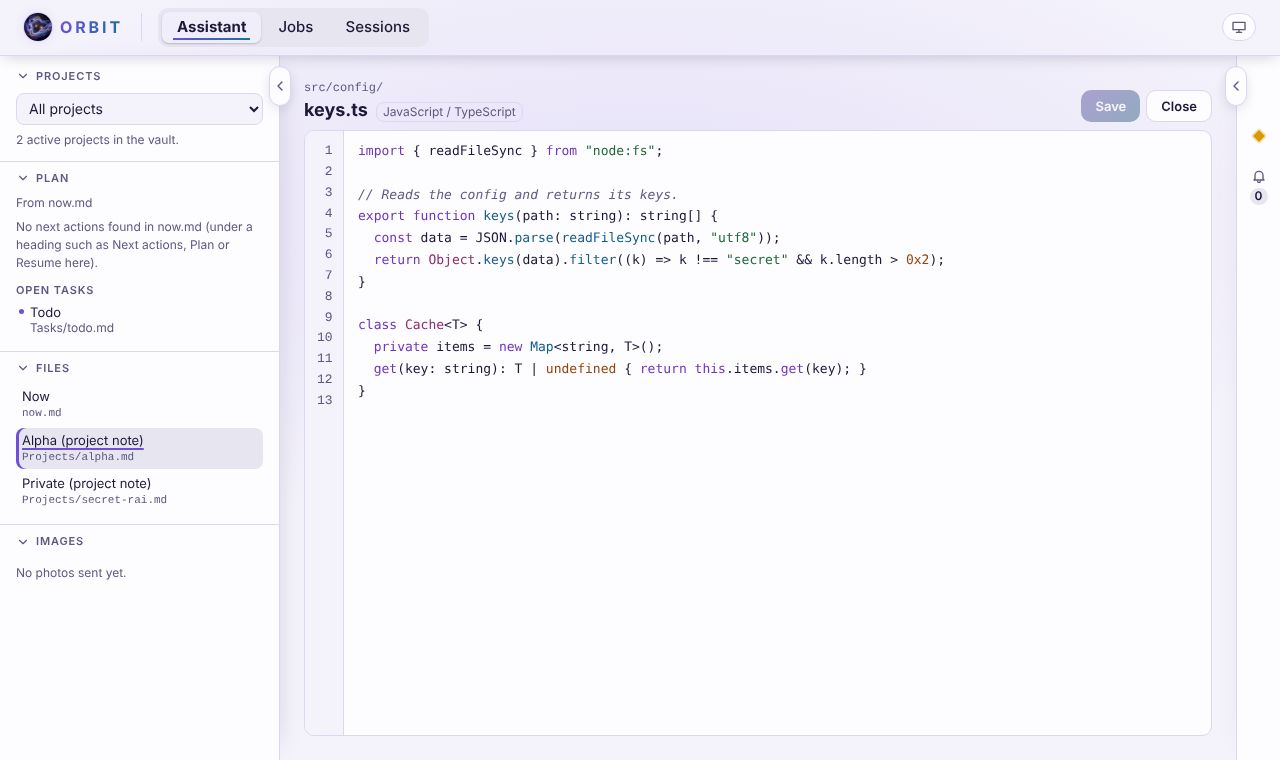 ORBIT
Assistant Jobs Sessions
PROJECTS
All projects
2 active projects in the vault.
PLAN
From now.md
No next actions found in now.md (under a
heading such as Next actions, Plan or
Resume here).
OPEN TASKS
Todo
Tasks/todo.md
FILES
Now
now.md
Alpha (project note)
Projects/alpha.md
Private (project note)
Projects/secret-rai.md
IMAGES
No photos sent yet.
src/config/
keys.ts JavaScript / TypeScript
Save Close
1 import { readFileSync } from "node:fs";
2
3 // Reads the config and returns its keys.
4 export function keys(path: string): string[] {
5   const data = JSON.parse(readFileSync(path, "utf8"));
6   return Object.keys(data).filter((k) => k !== "secret" && k.length > 0x2);
7 }
8
9 class Cache<T> {
10   private items = new Map<string, T>();
11   get(key: string): T | undefined { return this.items.get(key); }
12 }
13
0